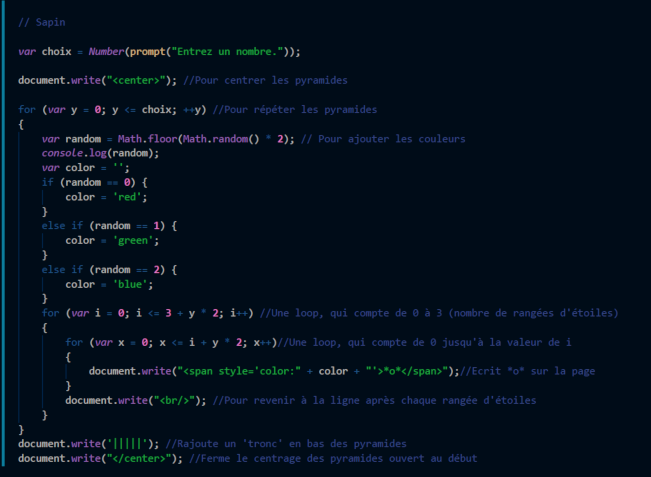 // Sapin
var choix = Number(prompt("Entrez un nombre."));
document.write("<center>"); //Pour centrer les pyramides
for (var y = 0; y <= choix; ++y) //Pour répéter les pyramides
{
var random = Math.floor(Math.random() * 2); // Pour ajouter les couleurs
console.log(random);
var color = '';
if (random == 0) {
color = 'red';
}
else if (random == 1) {
color = 'green';
}
else if (random == 2) {
color = 'blue';
}
for (var i = 0; i <= 3 + y * 2; i++) //Une loop, qui compte de 0 à 3 (nombre de rangées d'étoiles)
{
for (var x = 0; x <= i + y * 2; x++)//Une loop, qui compte de 0 jusqu'à la valeur de i
{
document.write("<span style='color:" + color + "'>*o*</span>");//Ecrit *o* sur la page
}
document.write("<br/>"); //Pour revenir à la ligne après chaque rangée d'étoiles
}
}
document.write('|||||'); //Rajoute un 'tronc' en bas des pyramides
document.write("</center>"); //Ferme le centrage des pyramides ouvert au début